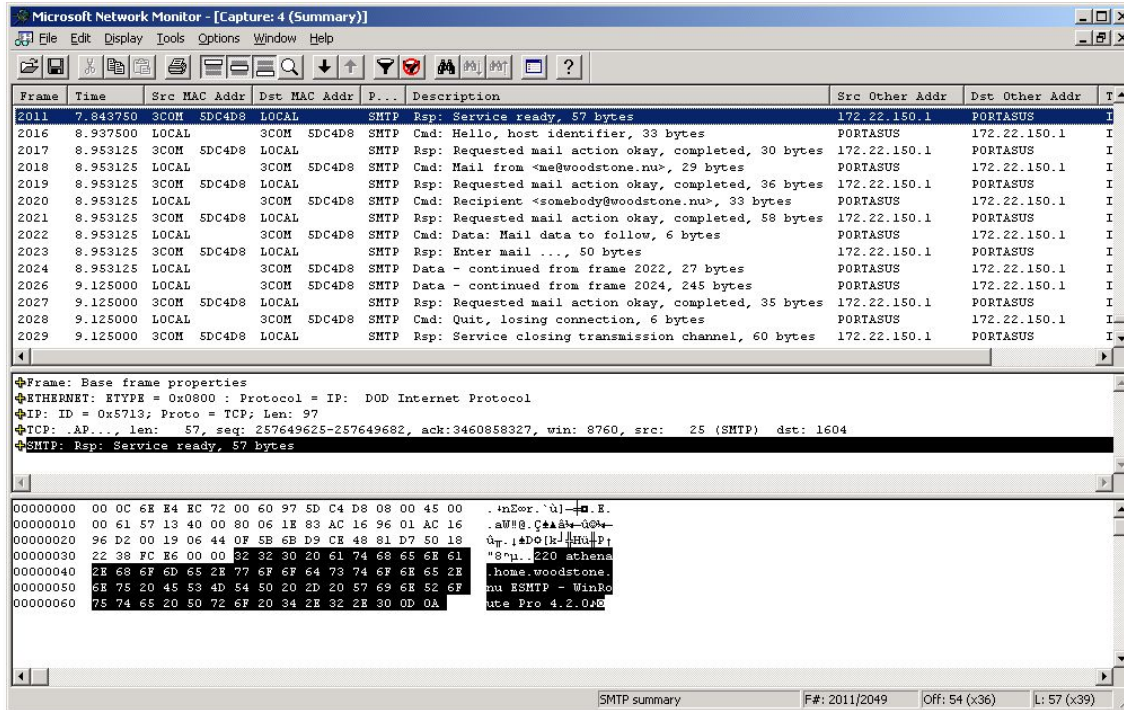 Microsoft Network Monitor - [Capture: 4 (Summary)]
File Edit Display Tools Options Window Help
Frame Time Src MAC Addr Dst MAC Addr P... Description Src Other Addr Dst Other Addr T
2011 7.843750 3COM 5DC4D8 LOCAL SMTP Rsp: Service ready, 57 bytes 172.22.150.1 PORTASUS I
2016 8.937500 LOCAL 3COM 5DC4D8 SMTP Cmd: Hello, host identifier, 33 bytes PORTASUS 172.22.150.1 I
2017 8.953125 3COM 5DC4D8 LOCAL SMTP Rsp: Requested mail action okay, completed, 30 bytes 172.22.150.1 PORTASUS I
2018 8.953125 LOCAL 3COM 5DC4D8 SMTP Cmd: Mail from <me@woodstone.nu>, 29 bytes PORTASUS 172.22.150.1 I
2019 8.953125 3COM 5DC4D8 LOCAL SMTP Rsp: Requested mail action okay, completed, 36 bytes 172.22.150.1 PORTASUS I
2020 8.953125 LOCAL 3COM 5DC4D8 SMTP Cmd: Recipient <somebody@woodstone.nu>, 33 bytes PORTASUS 172.22.150.1 I
2021 8.953125 3COM 5DC4D8 LOCAL SMTP Rsp: Requested mail action okay, completed, 58 bytes 172.22.150.1 PORTASUS I
2022 8.953125 LOCAL 3COM 5DC4D8 SMTP Cmd: Data: Mail data to follow, 6 bytes PORTASUS 172.22.150.1 I
2023 8.953125 3COM 5DC4D8 LOCAL SMTP Rsp: Enter mail ..., 50 bytes 172.22.150.1 PORTASUS I
2024 8.953125 LOCAL 3COM 5DC4D8 SMTP Data - continued from frame 2022, 27 bytes PORTASUS 172.22.150.1 I
2026 9.125000 LOCAL 3COM 5DC4D8 SMTP Data - continued from frame 2024, 245 bytes PORTASUS 172.22.150.1 I
2027 9.125000 3COM 5DC4D8 LOCAL SMTP Rsp: Requested mail action okay, completed, 35 bytes 172.22.150.1 PORTASUS I
2028 9.125000 LOCAL 3COM 5DC4D8 SMTP Cmd: Quit, losing connection, 6 bytes PORTASUS 172.22.150.1 I
2029 9.125000 3COM 5DC4D8 LOCAL SMTP Rsp: Service closing transmission channel, 60 bytes 172.22.150.1 PORTASUS I
Frame: Base frame properties
ETHERNET: ETYPE = 0x0800 : Protocol = IP: DOD Internet Protocol
IP: ID = 0x5713; Proto = TCP; Len: 97
TCP: .AP..., len: 57, seq: 257649625-257649682, ack:3460858327, win: 8760, src: 25 (SMTP) dst: 1604
SMTP: Rsp: Service ready, 57 bytes
00000000 00 0C 6E E4 EC 72 00 60 97 5D C4 D8 08 00 45 00
00000010 00 61 57 13 40 00 80 06 1E 83 AC 16 96 01 AC 16
00000020 96 D2 00 19 06 44 0F 5B 6B D9 CE 48 81 D7 50 18
00000030 22 38 FC E6 00 00 32 32 30 20 61 74 68 65 6E 61 "8ⁿµ..220 athena
00000040 2E 68 6F 6D 65 2E 77 6F 6F 64 73 74 6F 6E 65 2E .home.woodstone.
00000050 6E 75 20 45 53 4D 54 50 20 2D 20 57 69 6E 52 6F nu ESMTP - WinRo
00000060 75 74 65 20 50 72 6F 20 34 2E 32 2E 30 0D 0A ute Pro 4.2.0♪◙
SMTP summary F#: 2011/2049 Off: 54 (x36) L: 57 (x39)